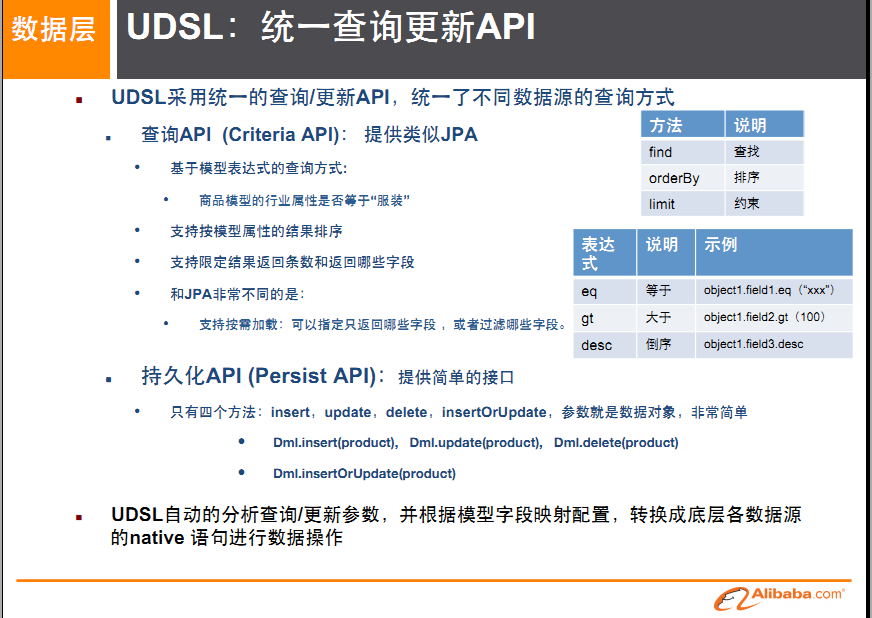 数据层
UDSL：统一查询更新API
UDSL采用统一的查询/更新API，统一了不同数据源的查询方式
查询API（Criteria API）： 提供类似JPA
基于模型表达式的查询方式：
商品模型的行业属性是否等于“服装”
支持按模型属性的结果排序
支持限定结果返回条数和返回哪些字段
和JPA非常不同的是：
支持按需加载：可以指定只返回哪些字段 ，或者过滤哪些字段。
方法 说明
find 查找
orderBy 排序
limit 约束
表达 说明 示例
式
eq 等于 object1.field1.eq（“xxx”）
gt 大于 object1.field2.gt（100）
desc 倒序 object1.field3.desc
持久化API (Persist API)： 提供简单的接口
只有四个方法：insert，update，delete，insertOrUpdate，参数就是数据对象，非常简单
Dml.insert(product)， Dml.update(product)， Dml.delete(product)
Dml.insertOrUpdate(product)
UDSL自动的分析查询/更新参数，并根据模型字段映射配置，转换成底层各数据源
的native 语句进行数据操作
Alibaba.com®